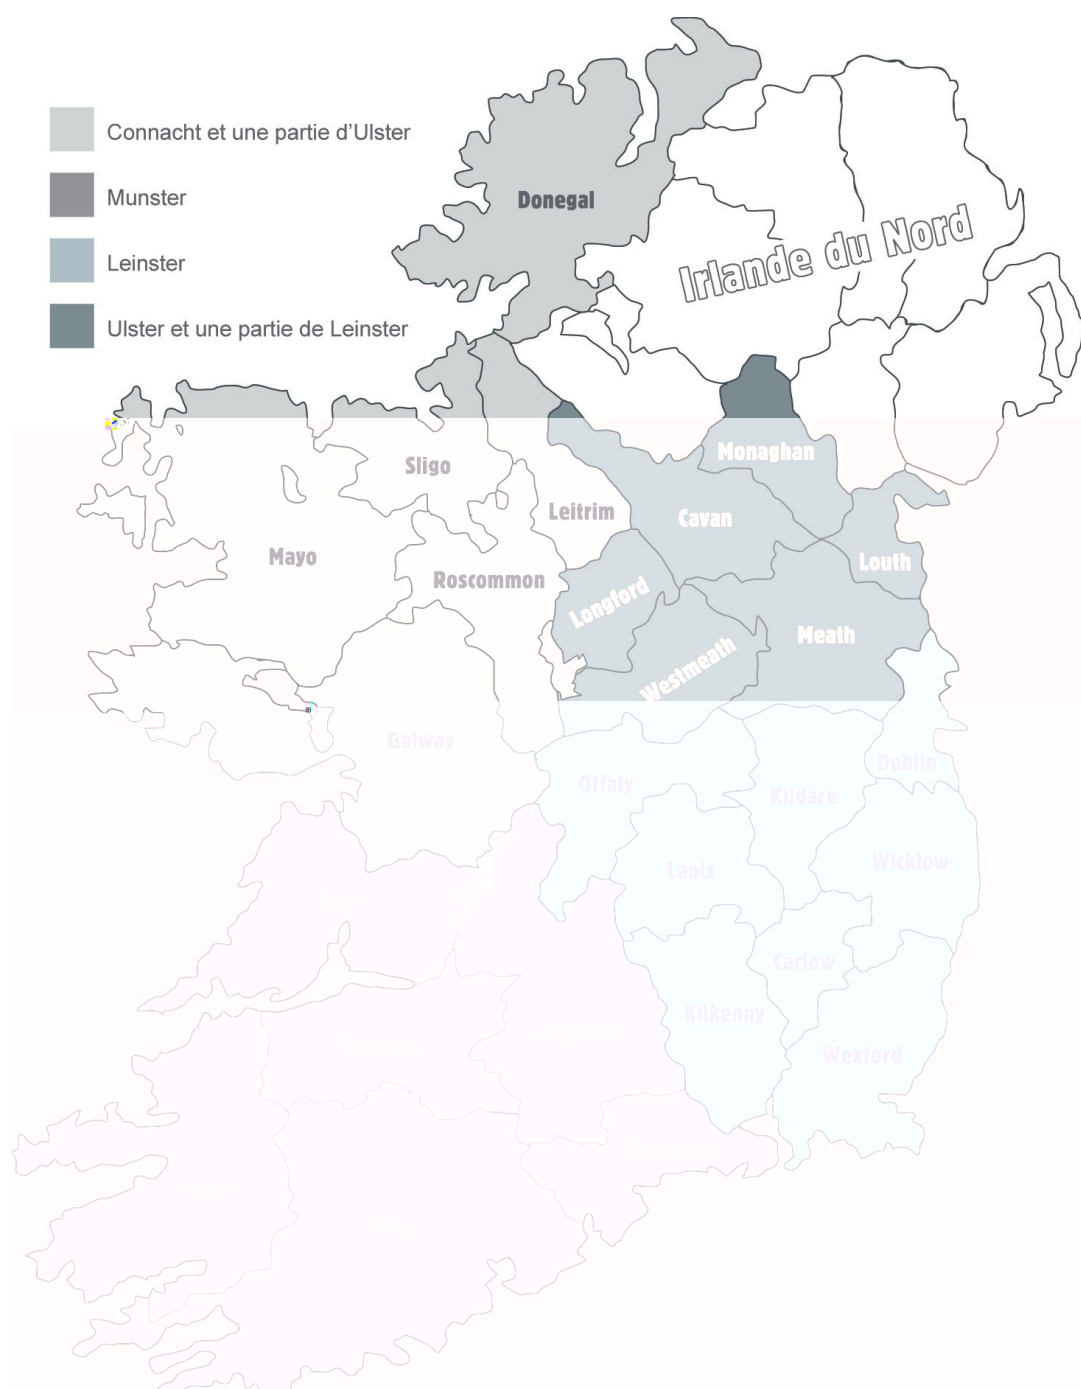 Connacht et une partie d’Ulster
Munster
Leinster
Ulster et une partie de Leinster
Donegal
Irlande du Nord
Monaghan
Sligo
Leitrim
Cavan
Mayo
Roscommon
Louth
Longford
Meath
Westmeath
Galway
Dublin
Offaly
Kildare
Wicklow
Laois
Carlow
Kilkenny
Wexford